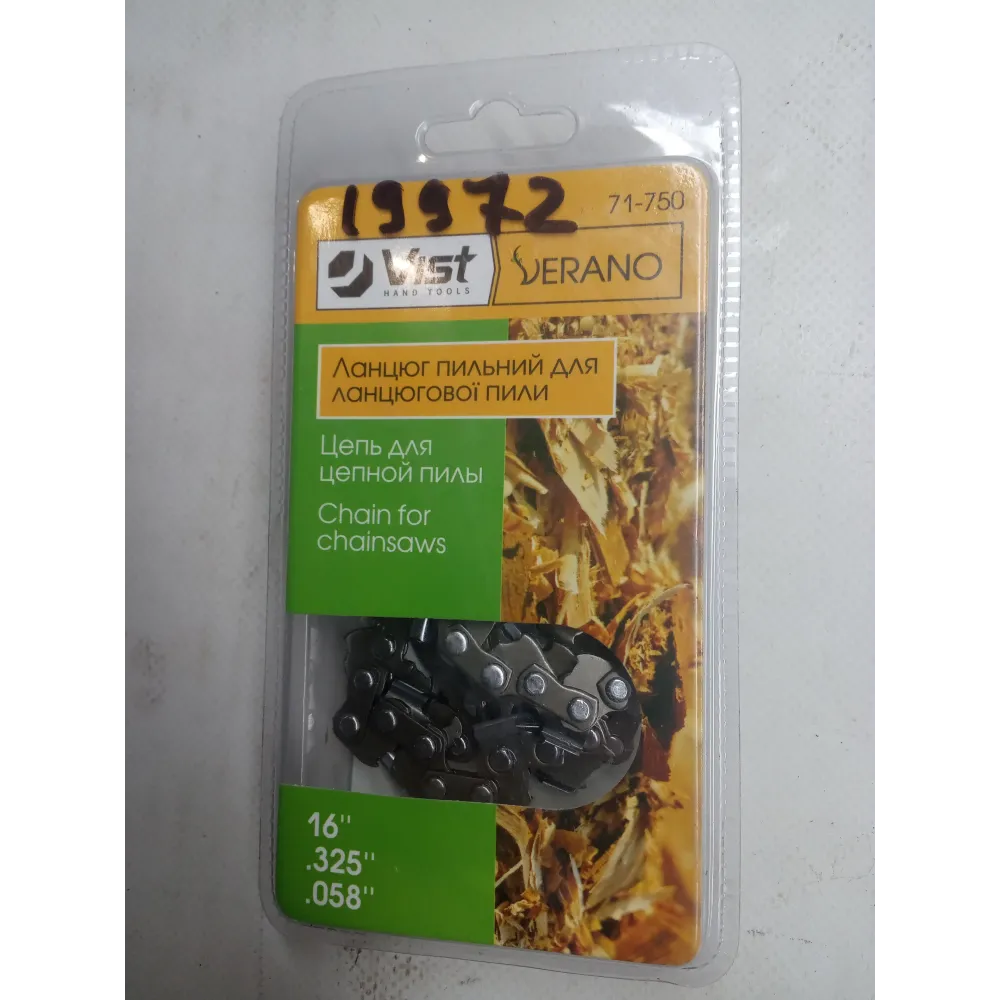 19972
71-750
Vist
HAND TOOLS
VERANO
Ланцюг пильний для
ланцюгової пили
Цепь для
цепной пилы
Chain for
chainsaws
16"
.325"
.058"